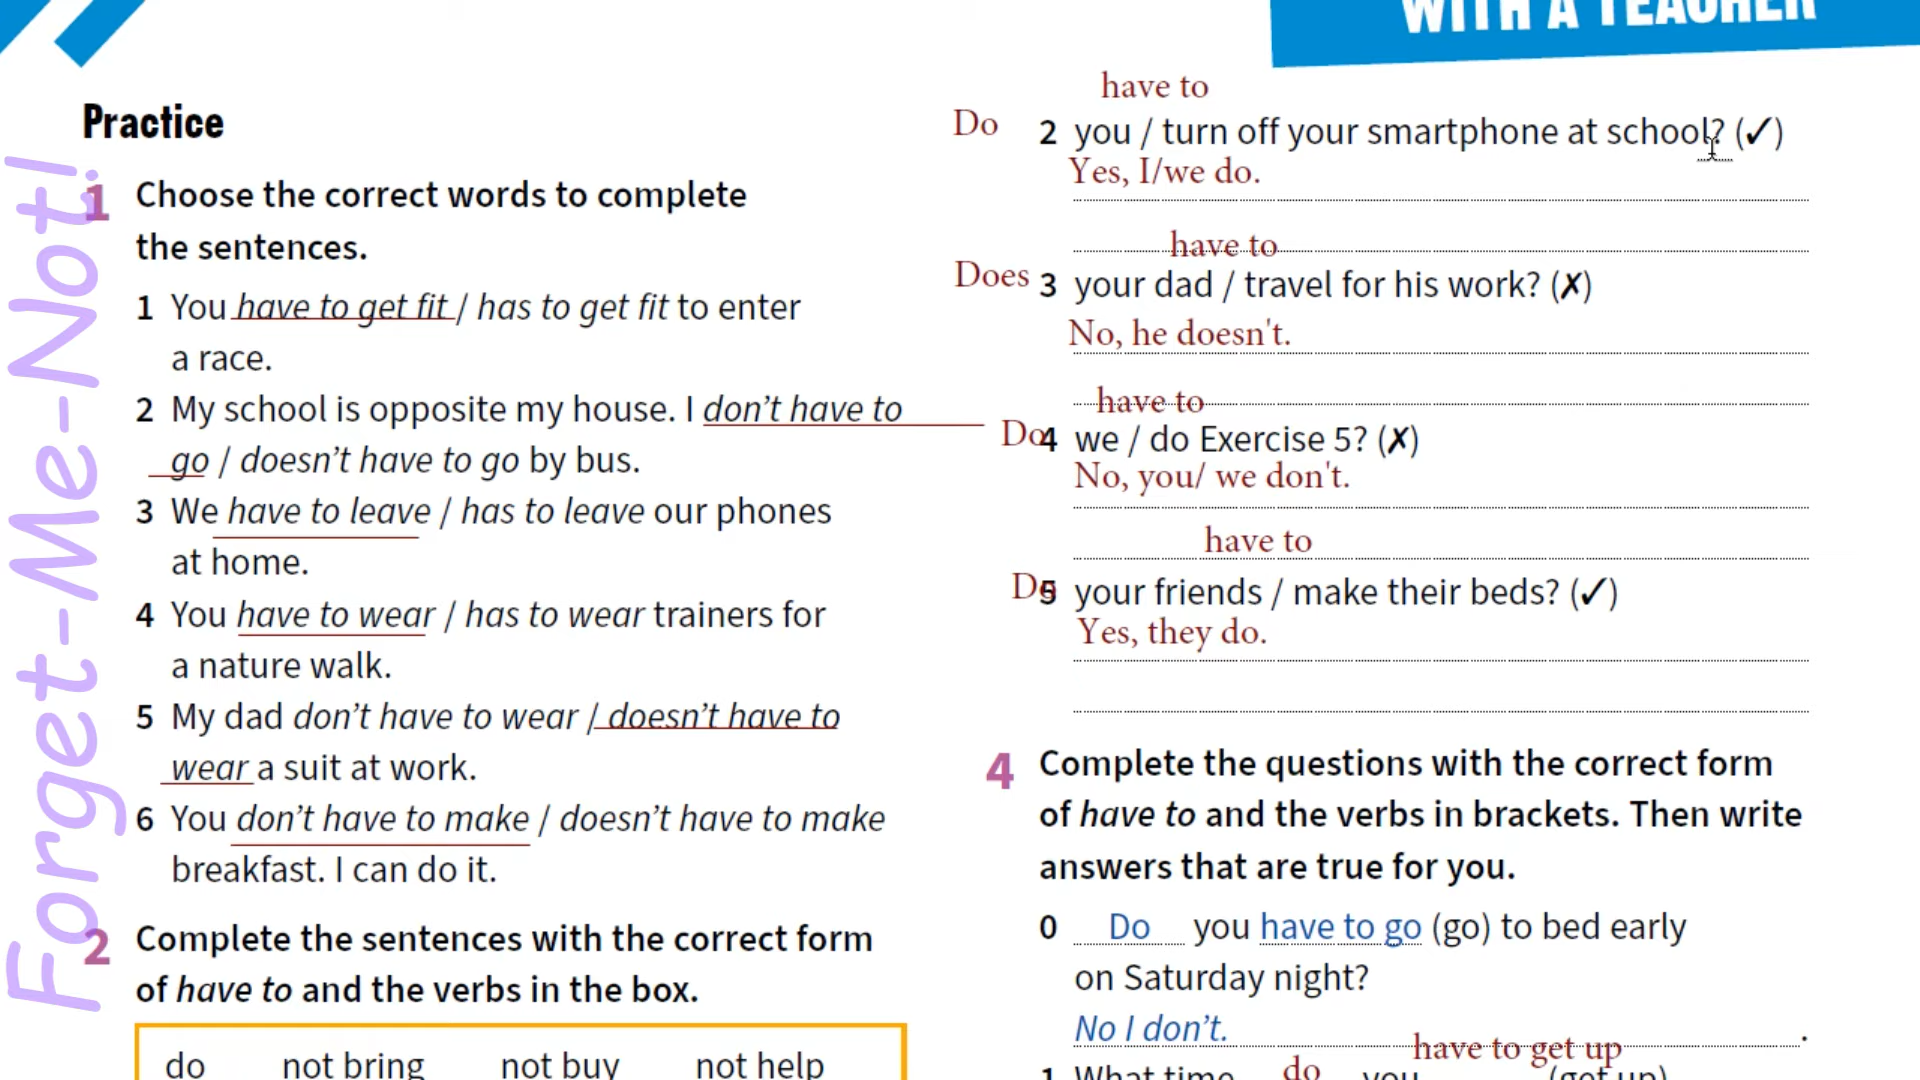 WITH A TEACHER
Forget-Me-Not!
Practice
1 Choose the correct words to complete
the sentences.
1 You have to get fit / has to get fit to enter
a race.
2 My school is opposite my house. I don’t have to
go / doesn’t have to go by bus.
3 We have to leave / has to leave our phones
at home.
4 You have to wear / has to wear trainers for
a nature walk.
5 My dad don’t have to wear / doesn’t have to
wear a suit at work.
6 You don’t have to make / doesn’t have to make
breakfast. I can do it.
2 Complete the sentences with the correct form
of have to and the verbs in the box.
do not bring not buy not help
have to
Do 2 you / turn off your smartphone at school? (✓)
Yes, I/we do.
have to
Does 3 your dad / travel for his work? (✗)
No, he doesn't.
have to
Do 4 we / do Exercise 5? (✗)
No, you/ we don't.
have to
Do 5 your friends / make their beds? (✓)
Yes, they do.
4 Complete the questions with the correct form
of have to and the verbs in brackets. Then write
answers that are true for you.
0 Do you have to go (go) to bed early
on Saturday night?
No I don’t.
have to get up
1 What time do you (get up)